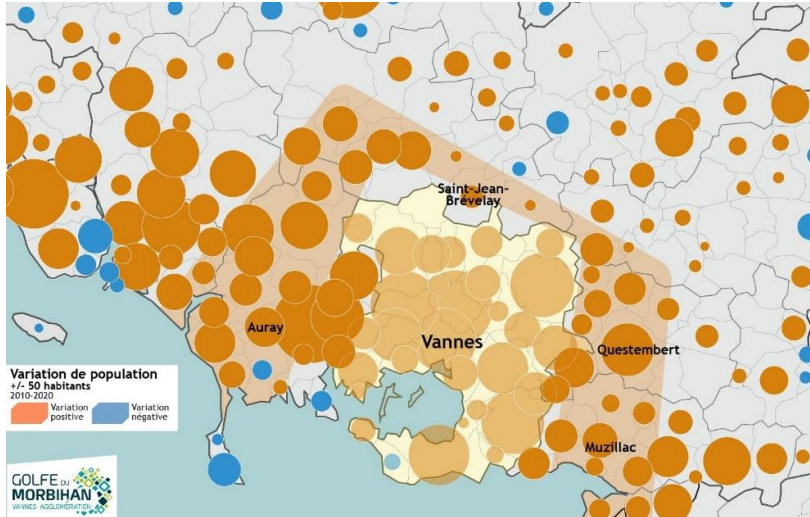 Saint-Jean-
Brévelay
Auray
Vannes
Questembert
Muzillac
Variation de population
+/- 50 habitants
2010-2020
Variation
positive
Variation
négative
GOLFE DU
MORBIHAN
VANNES AGGLOMÉRATION